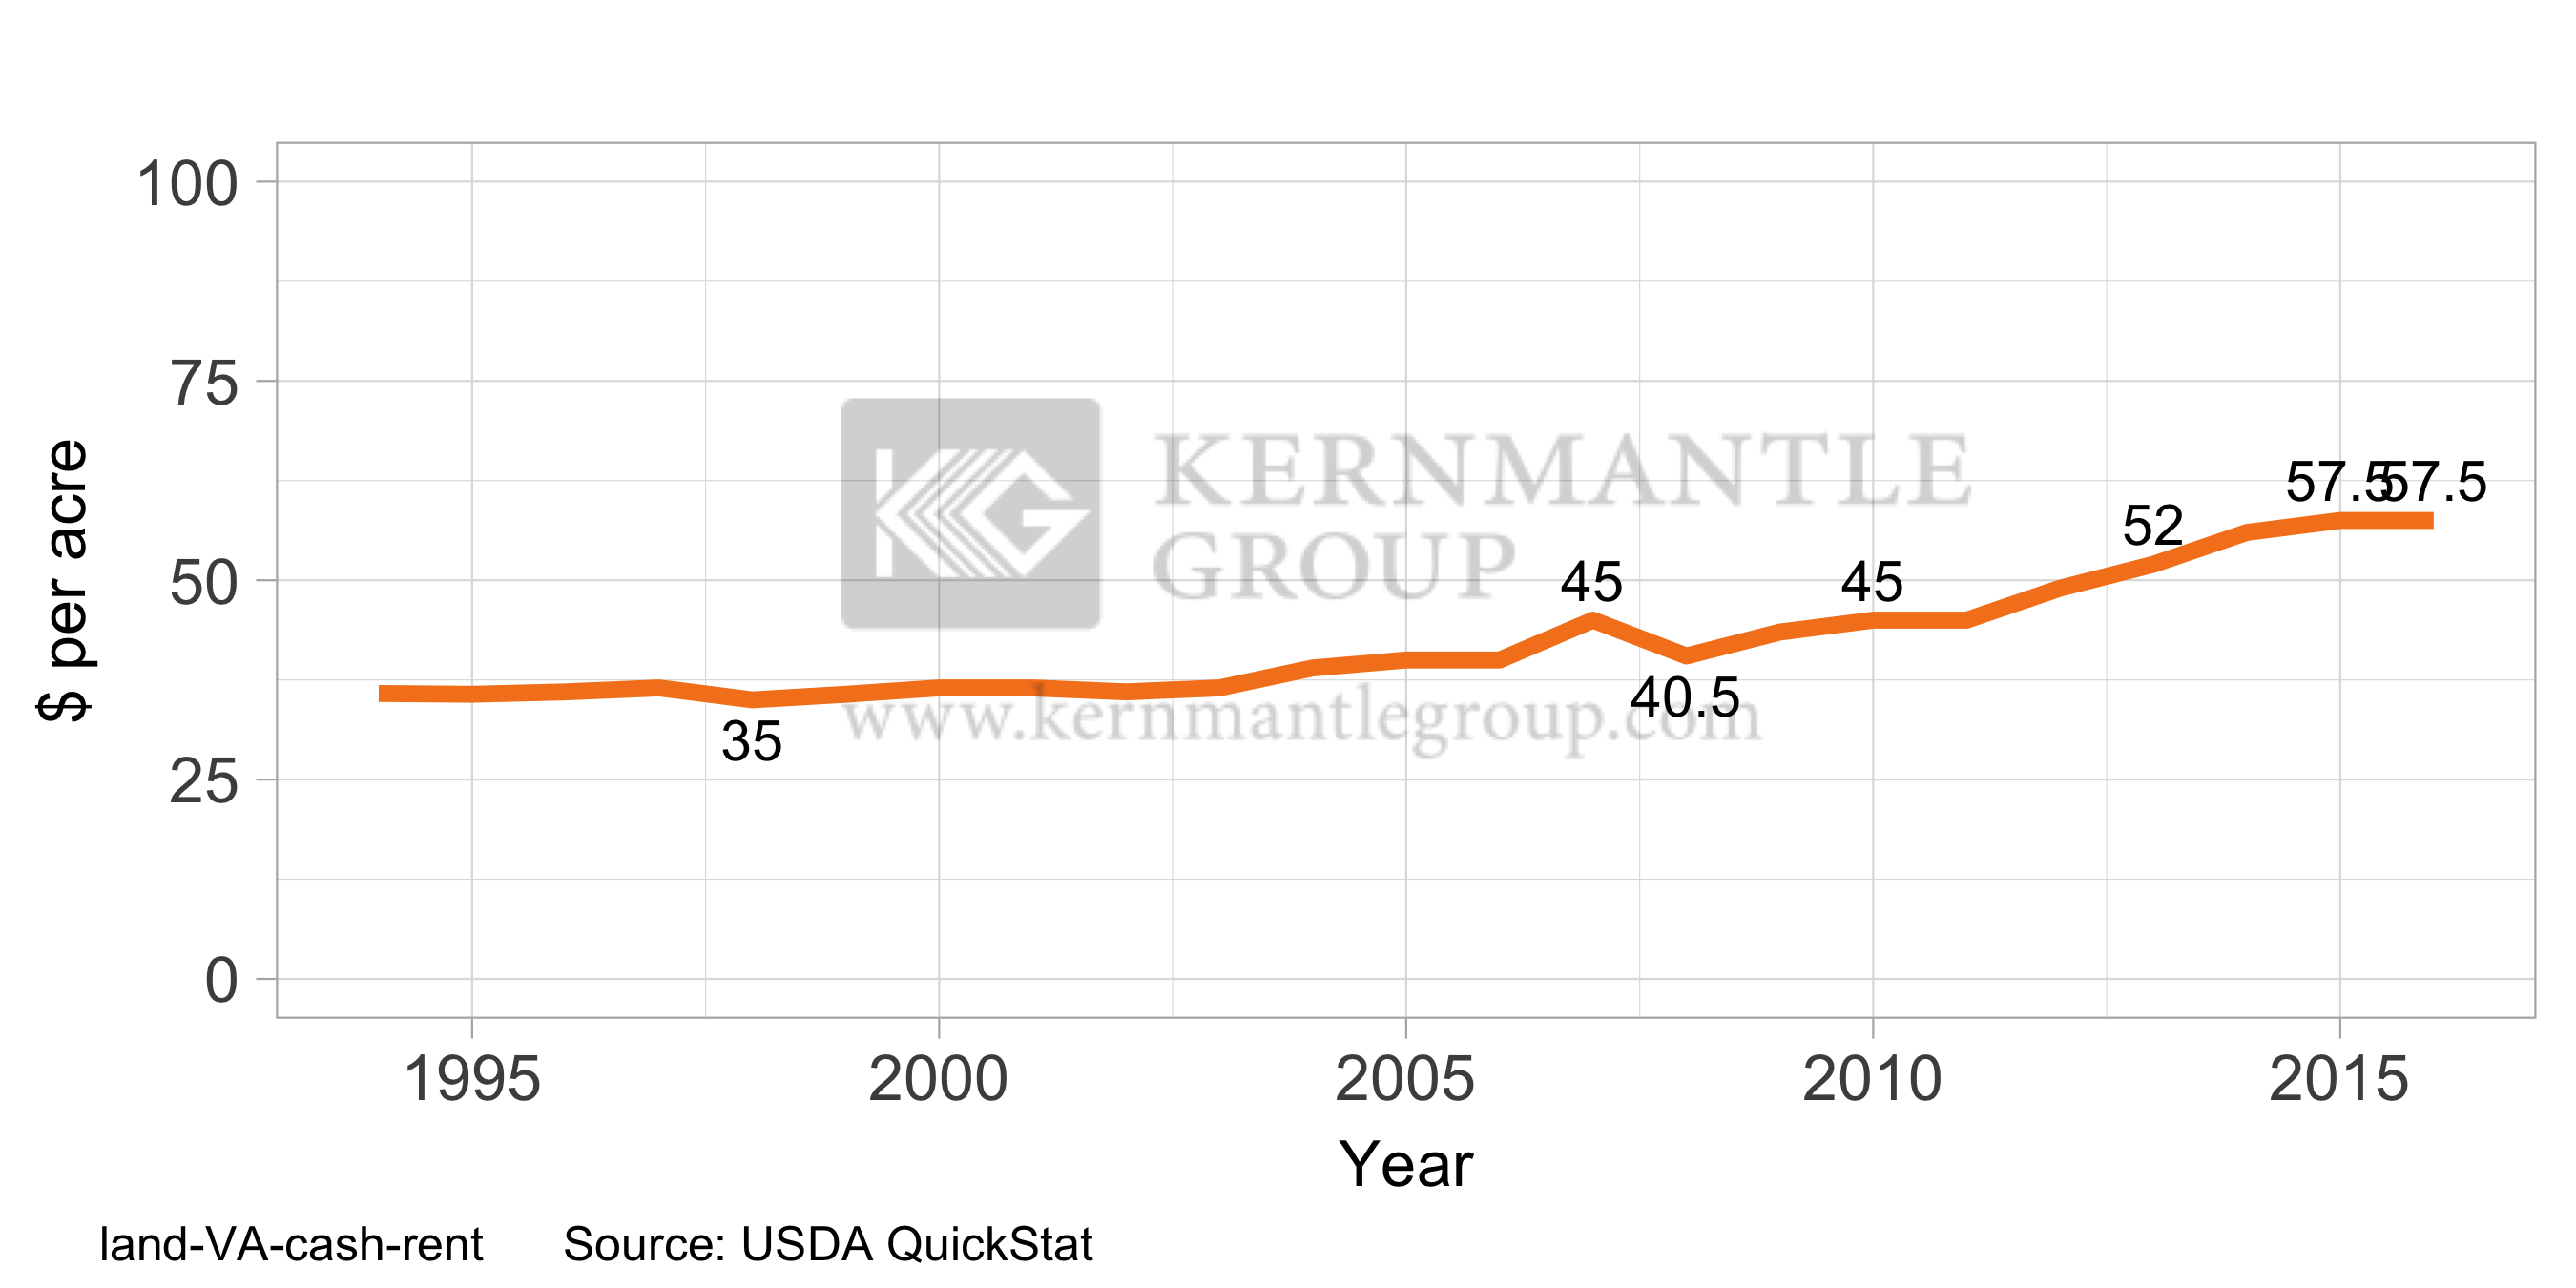 100
75
50
25
0
$ per acre
KERNMANTLE
GROUP
www.kernmantlegroup.com
35
45
40.5
45
52
57.5
57.5
1995 2000 2005 2010 2015
Year
land-VA-cash-rent Source: USDA QuickStat